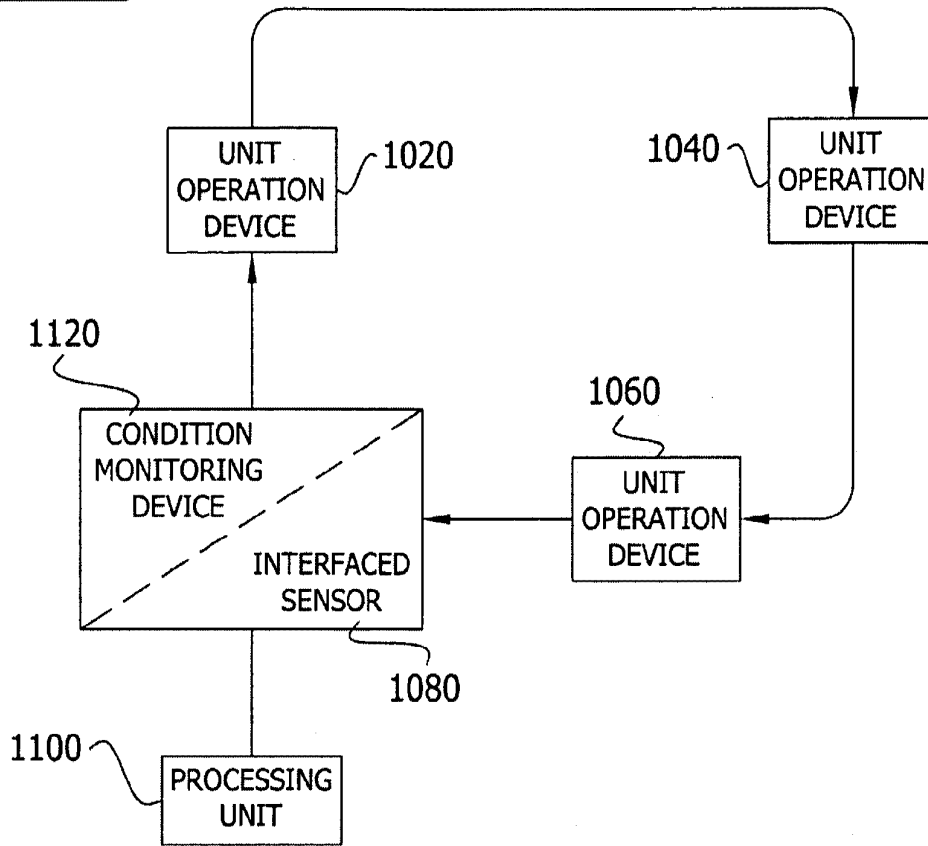 UNIT
OPERATION
DEVICE
1020
1040
UNIT
OPERATION
DEVICE
1120
CONDITION
MONITORING
DEVICE
INTERFACED
SENSOR
1080
1060
UNIT
OPERATION
DEVICE
1100
PROCESSING
UNIT